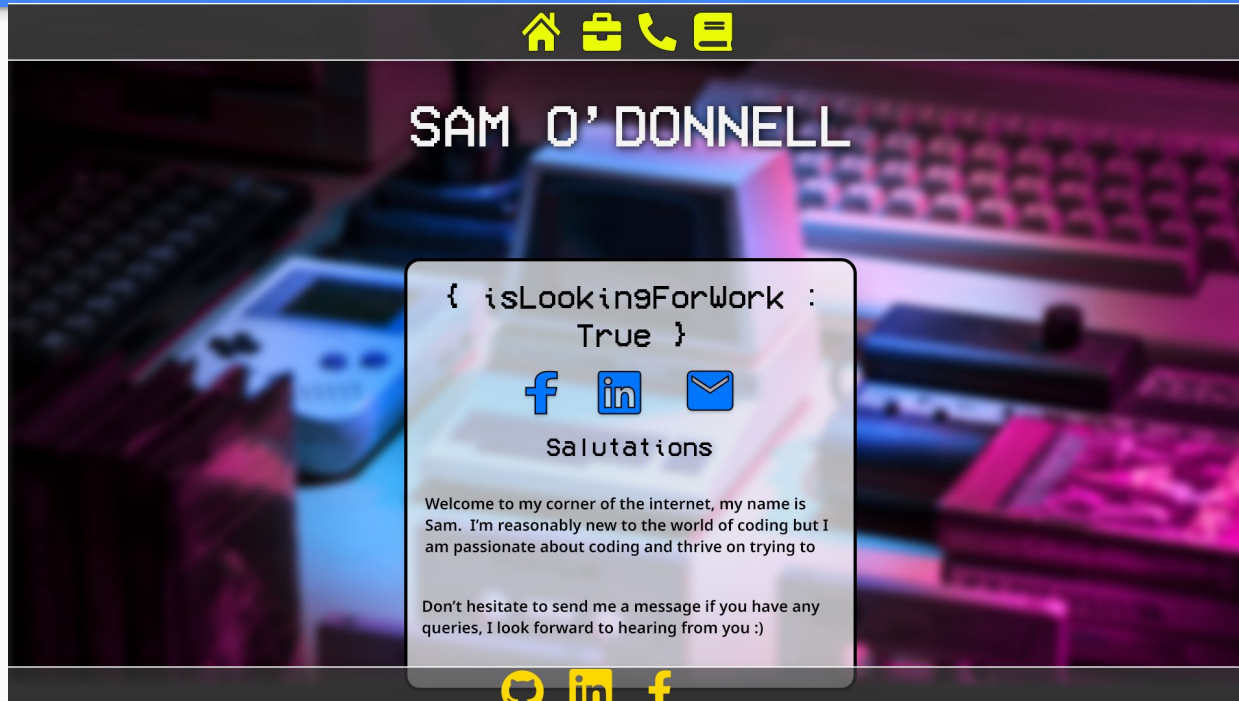 SAM O'DONNELL
{ isLookingForWork :
True }
in
Salutations
Welcome to my corner of the internet, my name is
Sam.  I'm reasonably new to the world of coding but I
am passionate about coding and thrive on trying to
Don't hesitate to send me a message if you have any
queries, I look forward to hearing from you :)
in